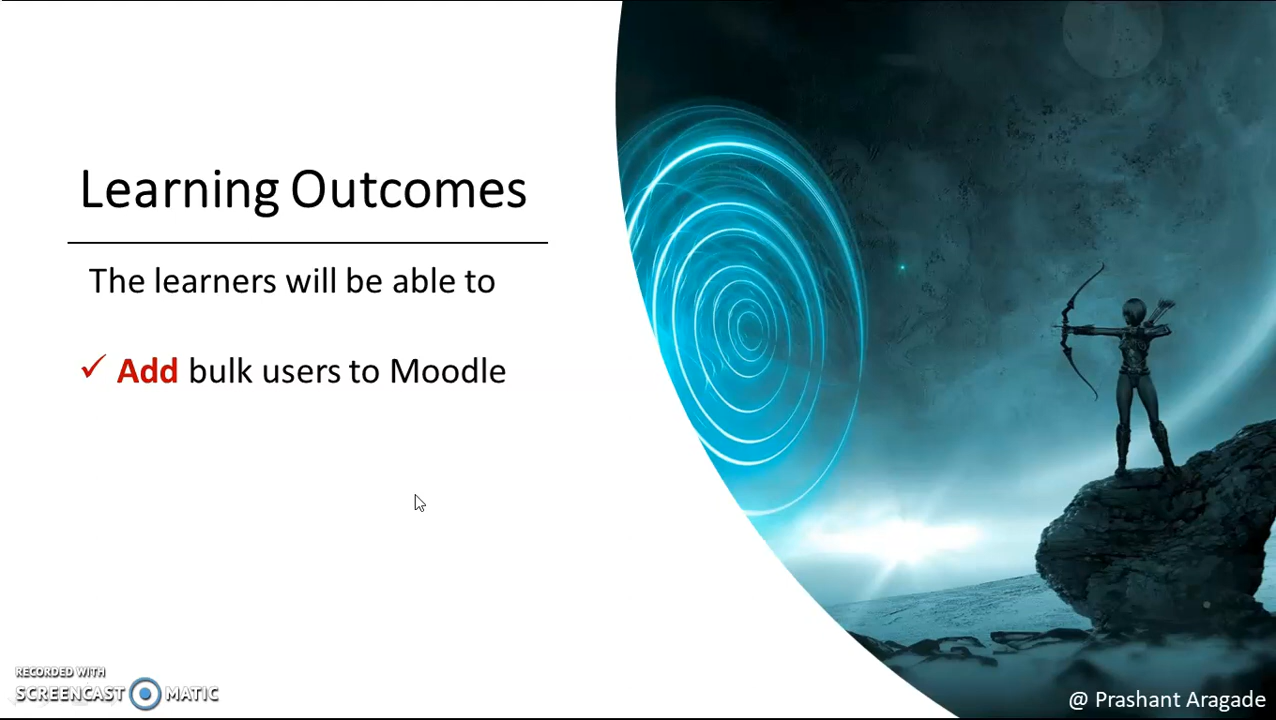 Learning Outcomes
The learners will be able to
✓ Add bulk users to Moodle
RECORDED WITH
SCREENCAST MATIC
@ Prashant Aragade